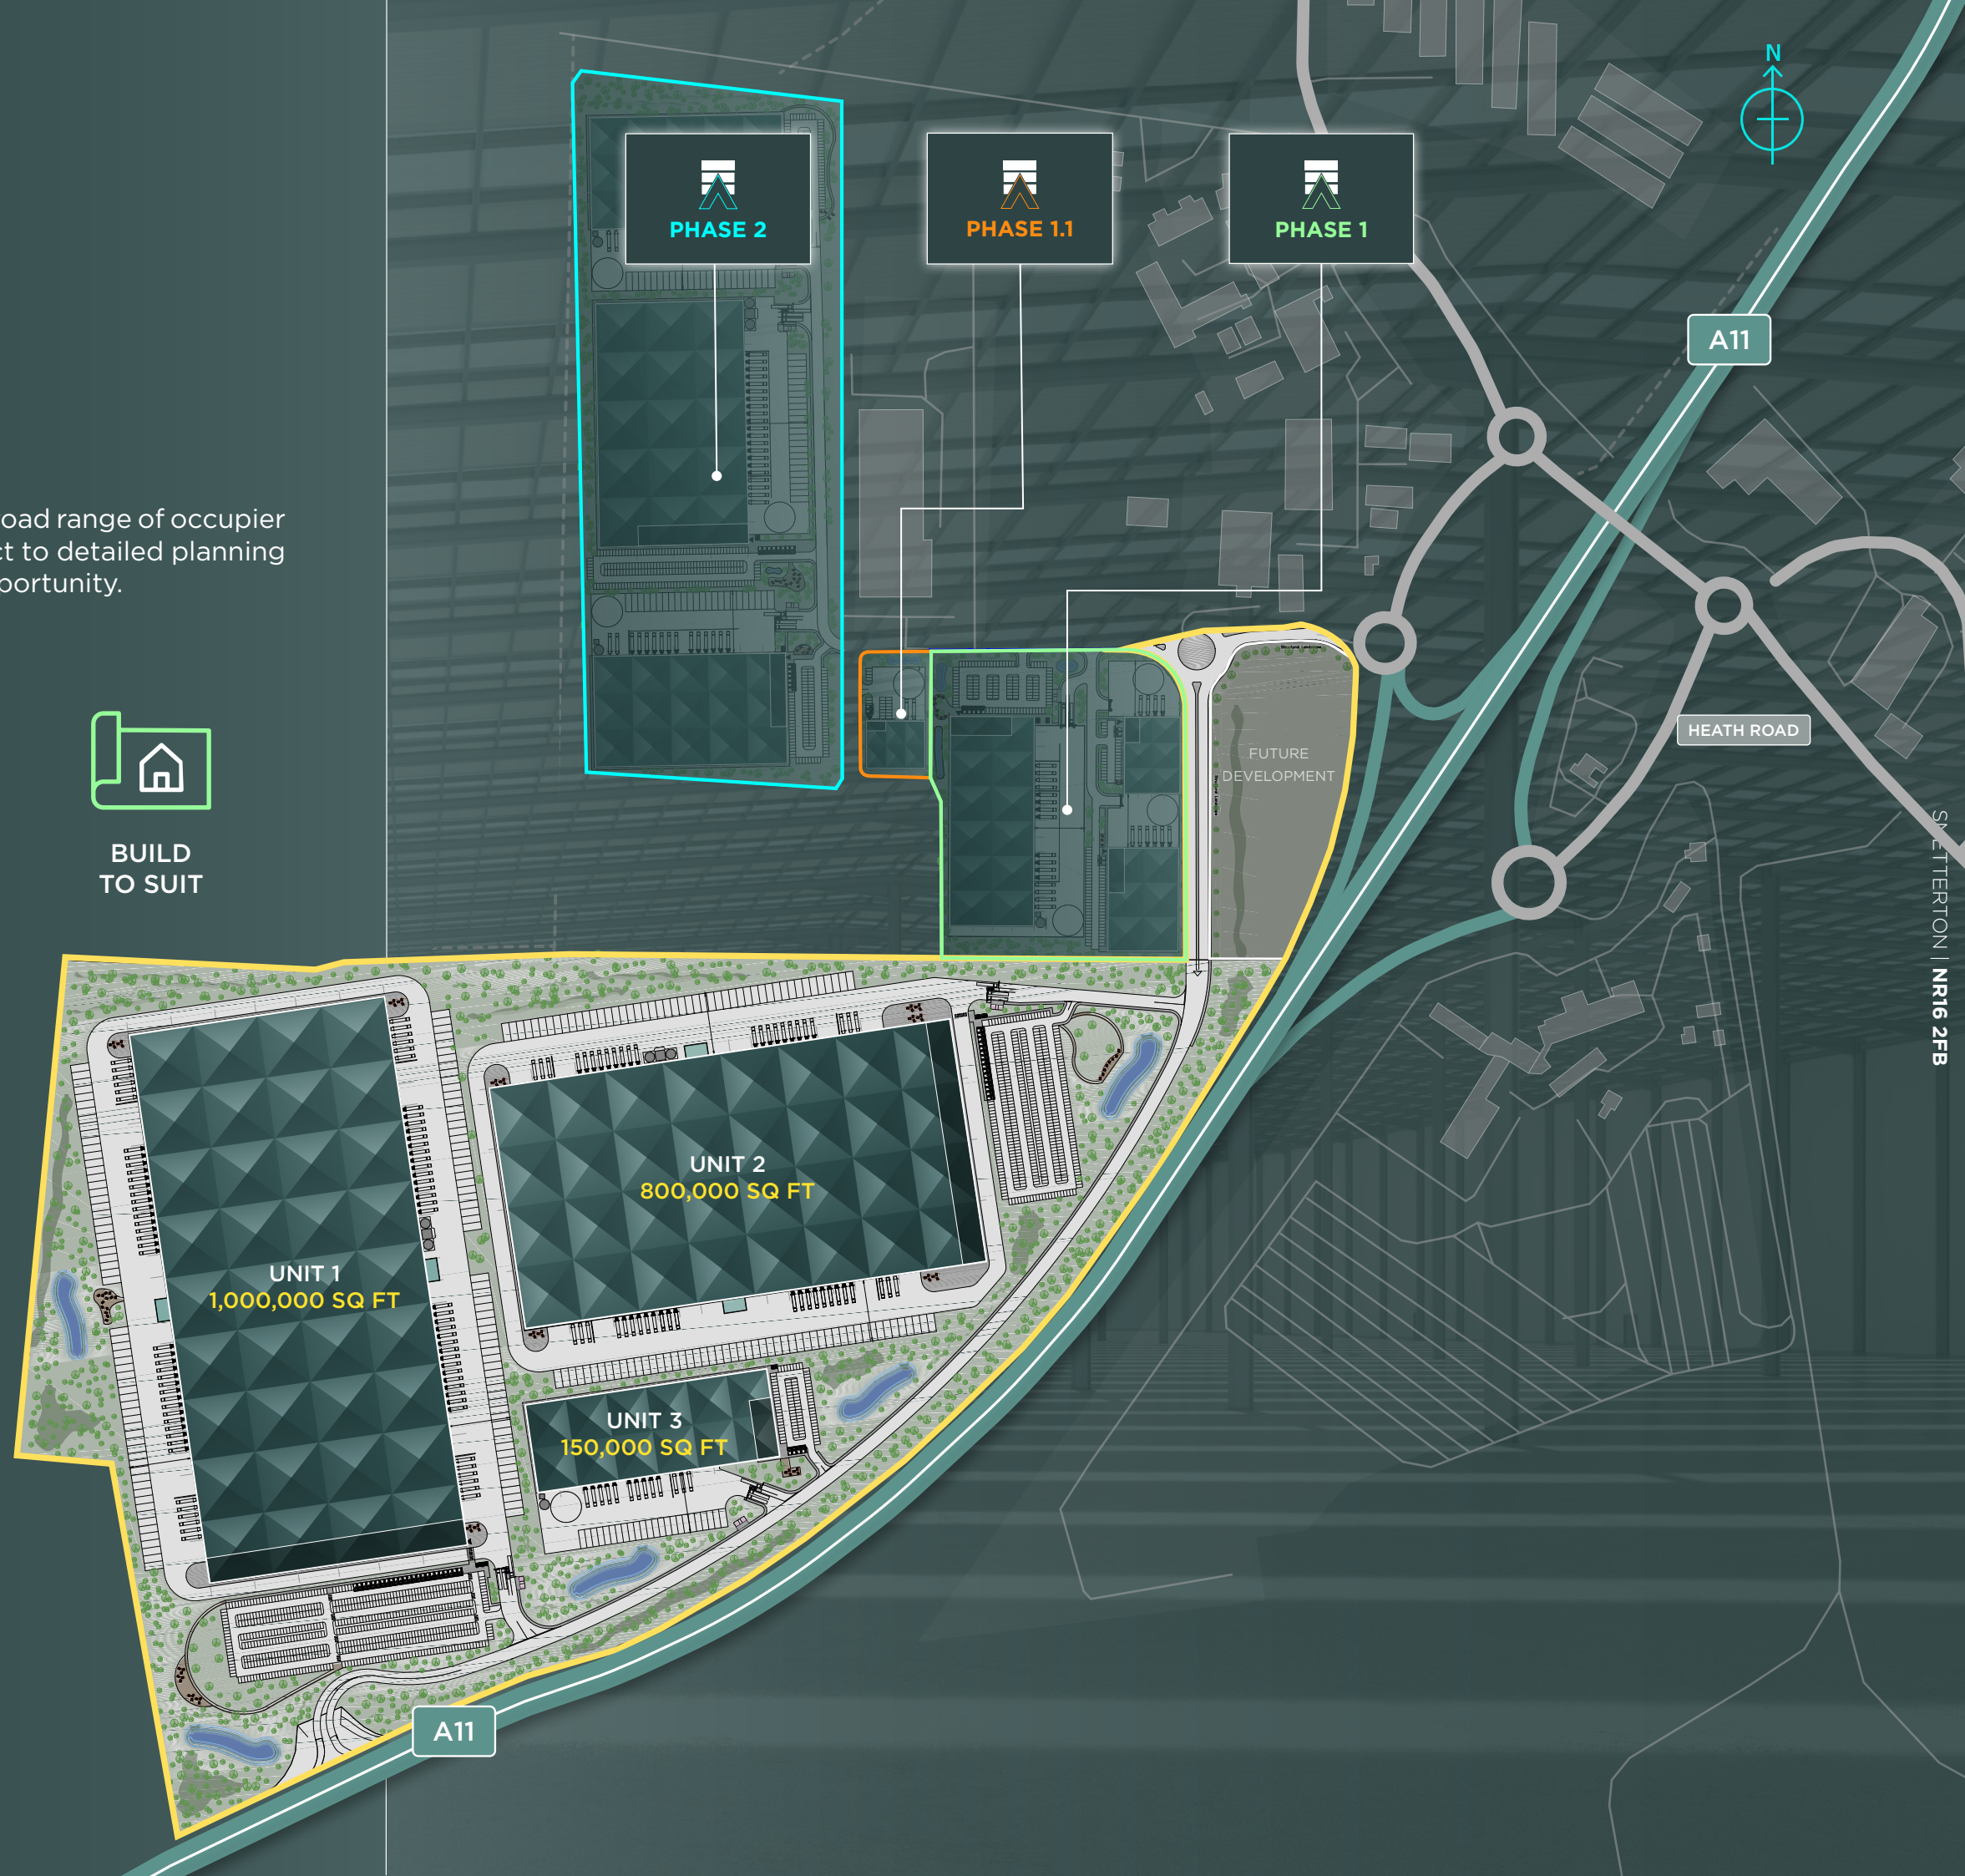 N
PHASE 2
PHASE 1.1
PHASE 1
A11
road range of occupier
ct to detailed planning
portunity.
HEATH ROAD
FUTURE
DEVELOPMENT
BUILD
TO SUIT
SNETTERTON | NR16 2FB
UNIT 2
800,000 SQ FT
UNIT 1
1,000,000 SQ FT
UNIT 3
150,000 SQ FT
A11